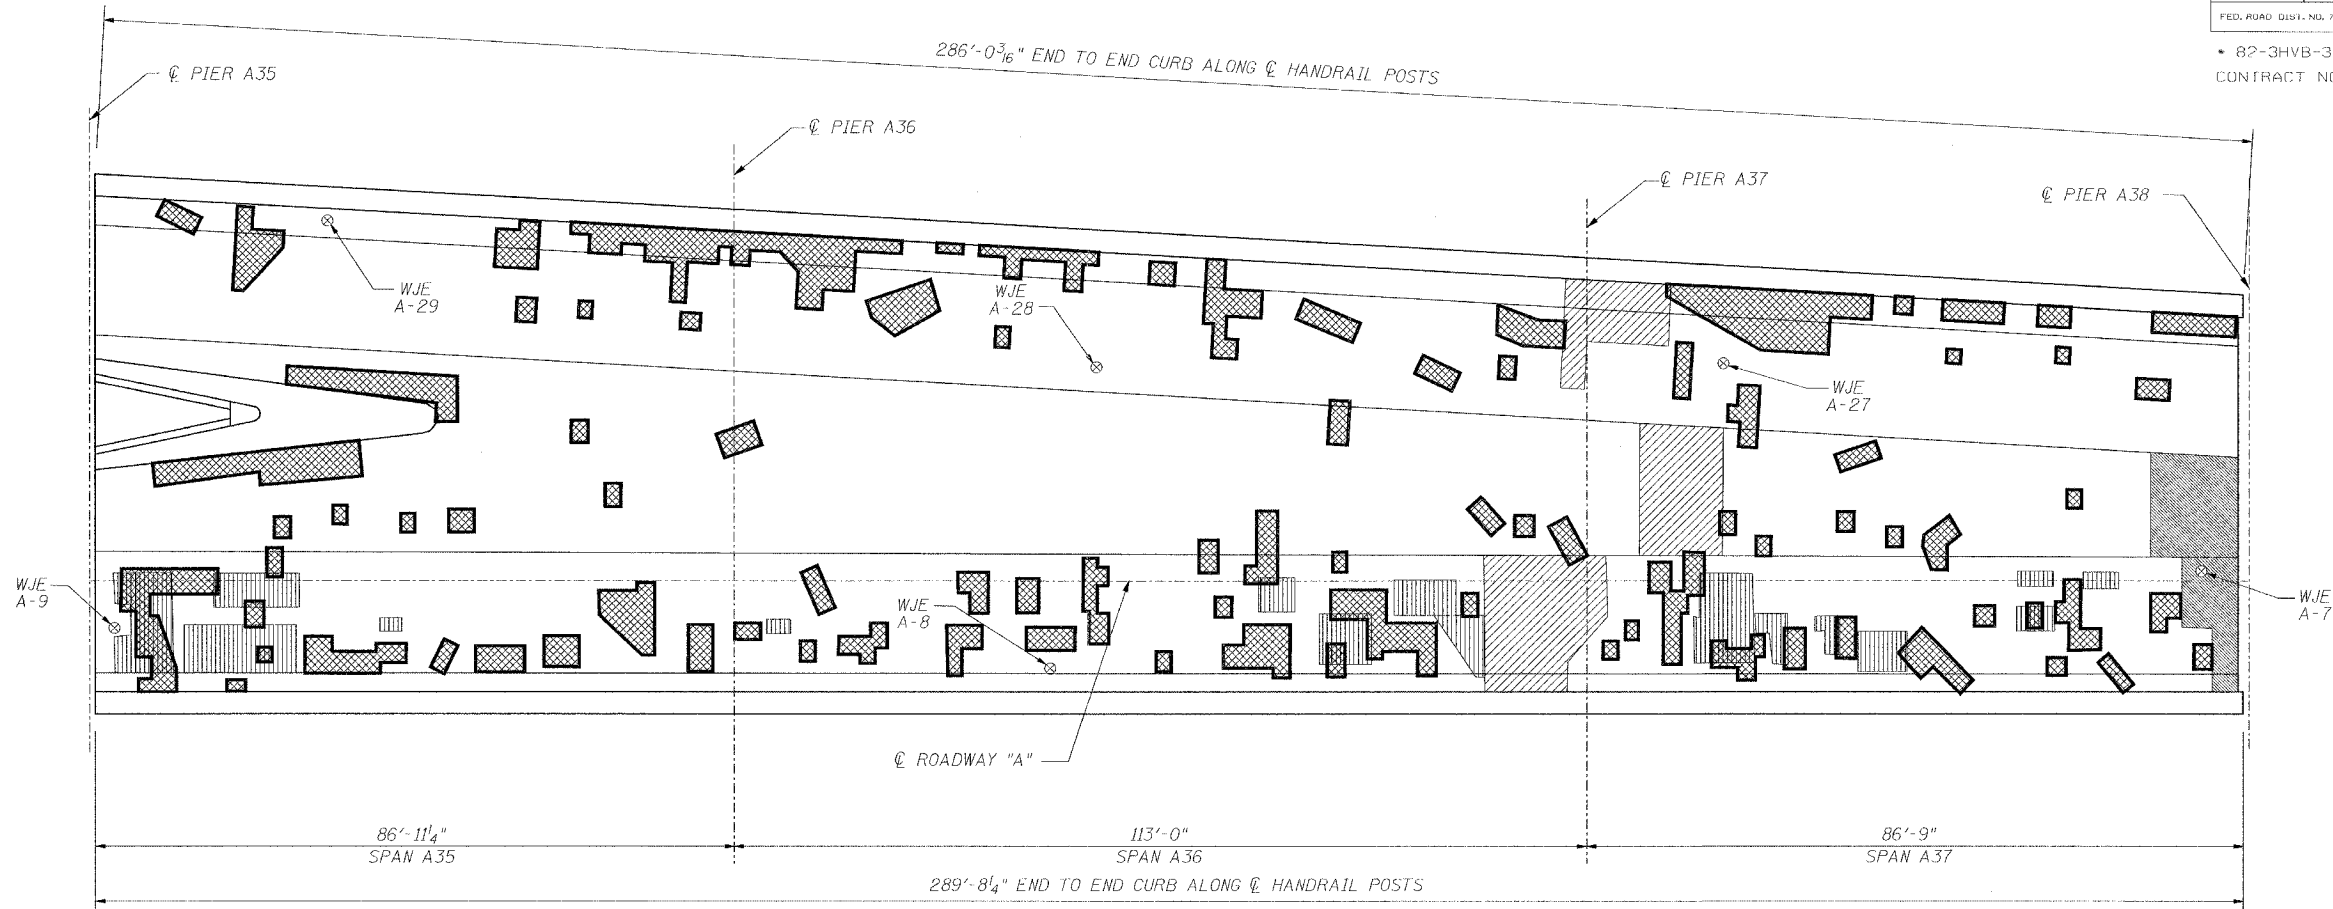 FED. ROAD DIST. NO. 7
* 82-3HVB-3
CONTRACT NO
286'-0 3/16" END TO END CURB ALONG ℄ HANDRAIL POSTS
℄ PIER A35
℄ PIER A36
℄ PIER A37
℄ PIER A38
WJE
A-29
WJE
A-28
WJE
A-27
WJE
A-9
WJE
A-8
WJE
A-7
℄ ROADWAY "A"
86'-11 1/4"
SPAN A35
113'-0"
SPAN A36
86'-9"
SPAN A37
289'-8 1/4" END TO END CURB ALONG ℄ HANDRAIL POSTS